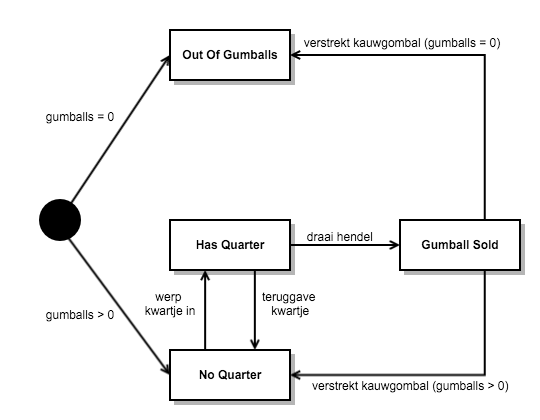 verstrekt kauwgombal (gumballs = 0)
Out Of Gumballs
gumballs = 0
Has Quarter
draai hendel
Gumball Sold
werp
kwartje in
teruggave
kwartje
gumballs > 0
No Quarter
verstrekt kauwgombal (gumballs > 0)